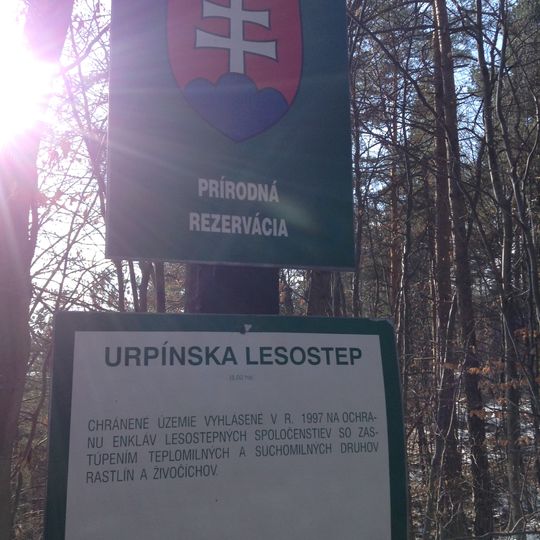 PRÍRODNÁ
REZERVÁCIA
URPÍNSKA LESOSTEP
CHRÁNENÉ ÚZEMIE VYHLASENÉ V R. 1997 NA OCHRA-
NU ENKLÁV LESOSTEPNÝCH SPOLOČENSTIEV SO ZAS-
TÚPENÍM TEPLOMILNÝCH A SUCHOMILNÝCH DRUHOV
RASTLÍN A ŽIVOČÍCHOV.